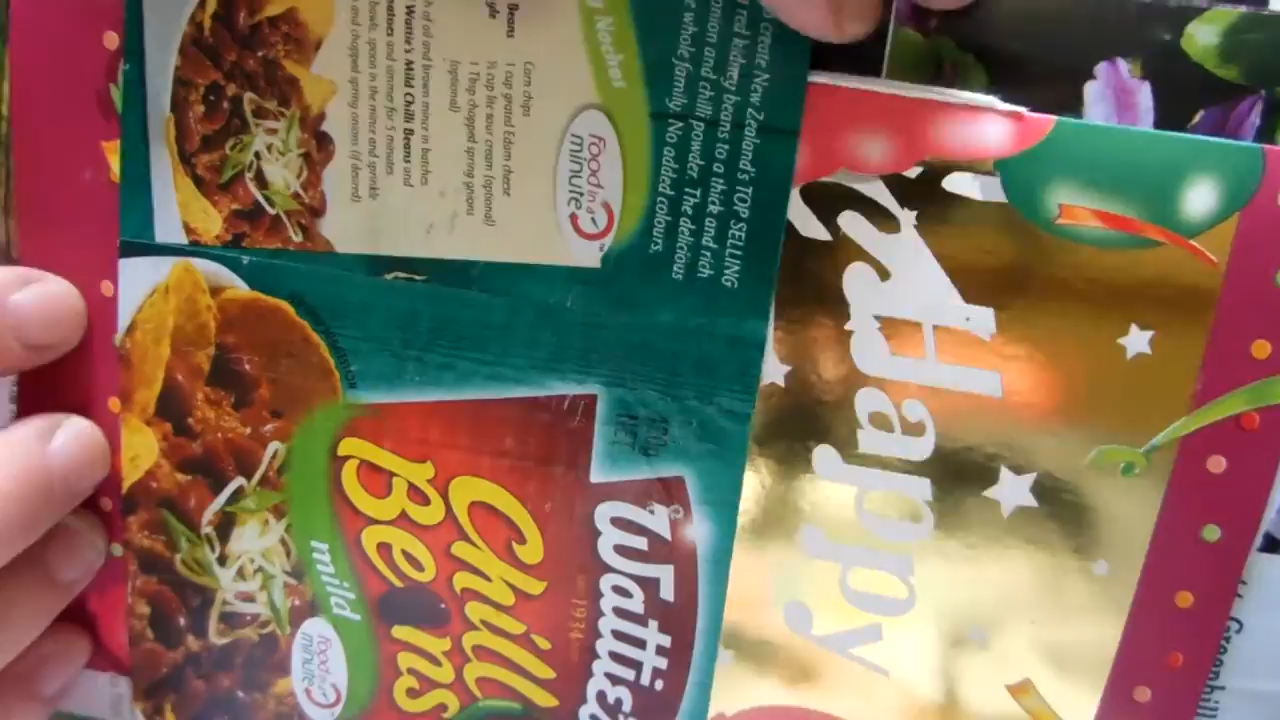 create New Zealand's TOP SELLING
red kidney beans to a thick and rich
onion and chilli powder. The delicious
whole family. No added colours,
Nachos
Food in a
minute
Beans
Corn chips
1 cup grated Edam cheese
½ cup lite sour cream (optional)
1 Tbsp chopped spring onions
(optional)
of oil and brown mince in batches
Wattie's Mild Chilli Beans and
and simmer for 5 minutes
bowls, spoon in the mince and sprinkle
and chopped spring onions (if desired)
Wattie's
1934
Chilli
Beans
mild
Food in a
minute
Happy